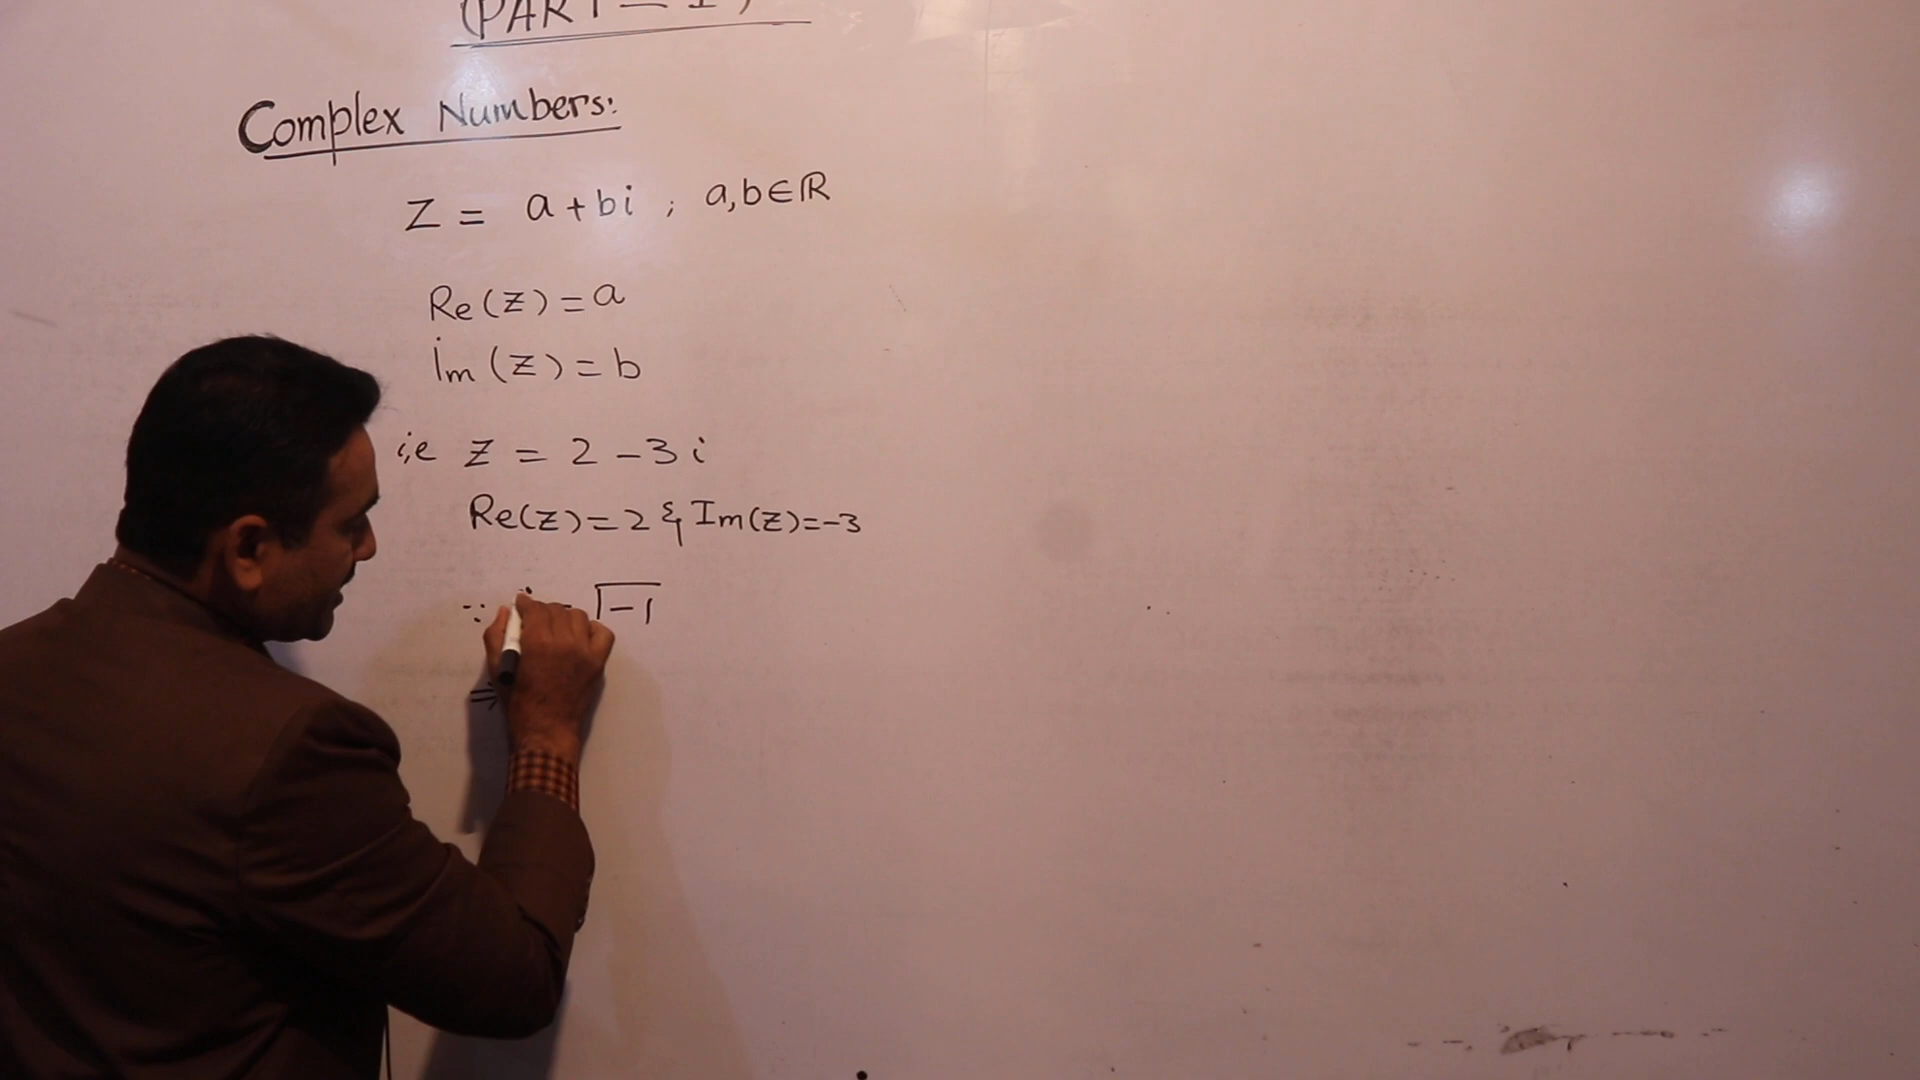 (PART - I)
Complex Numbers:
Z = a + bi , a,b∈ℝ
Re(Z) = a
Im(Z) = b
i,e Z = 2 - 3i
Re(Z) = 2 & Im(Z) = -3
∵ i = √-1
⇒